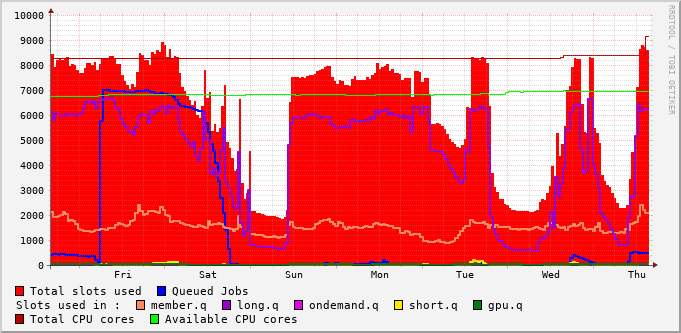 RRDTOOL / TOBI OETIKER
10000
9000
8000
7000
6000
5000
4000
3000
2000
1000
0
Fri Sat Sun Mon Tue Wed Thu
Total slots used Queued Jobs
Slots used in : member.q long.q ondemand.q short.q gpu.q
Total CPU cores Available CPU cores